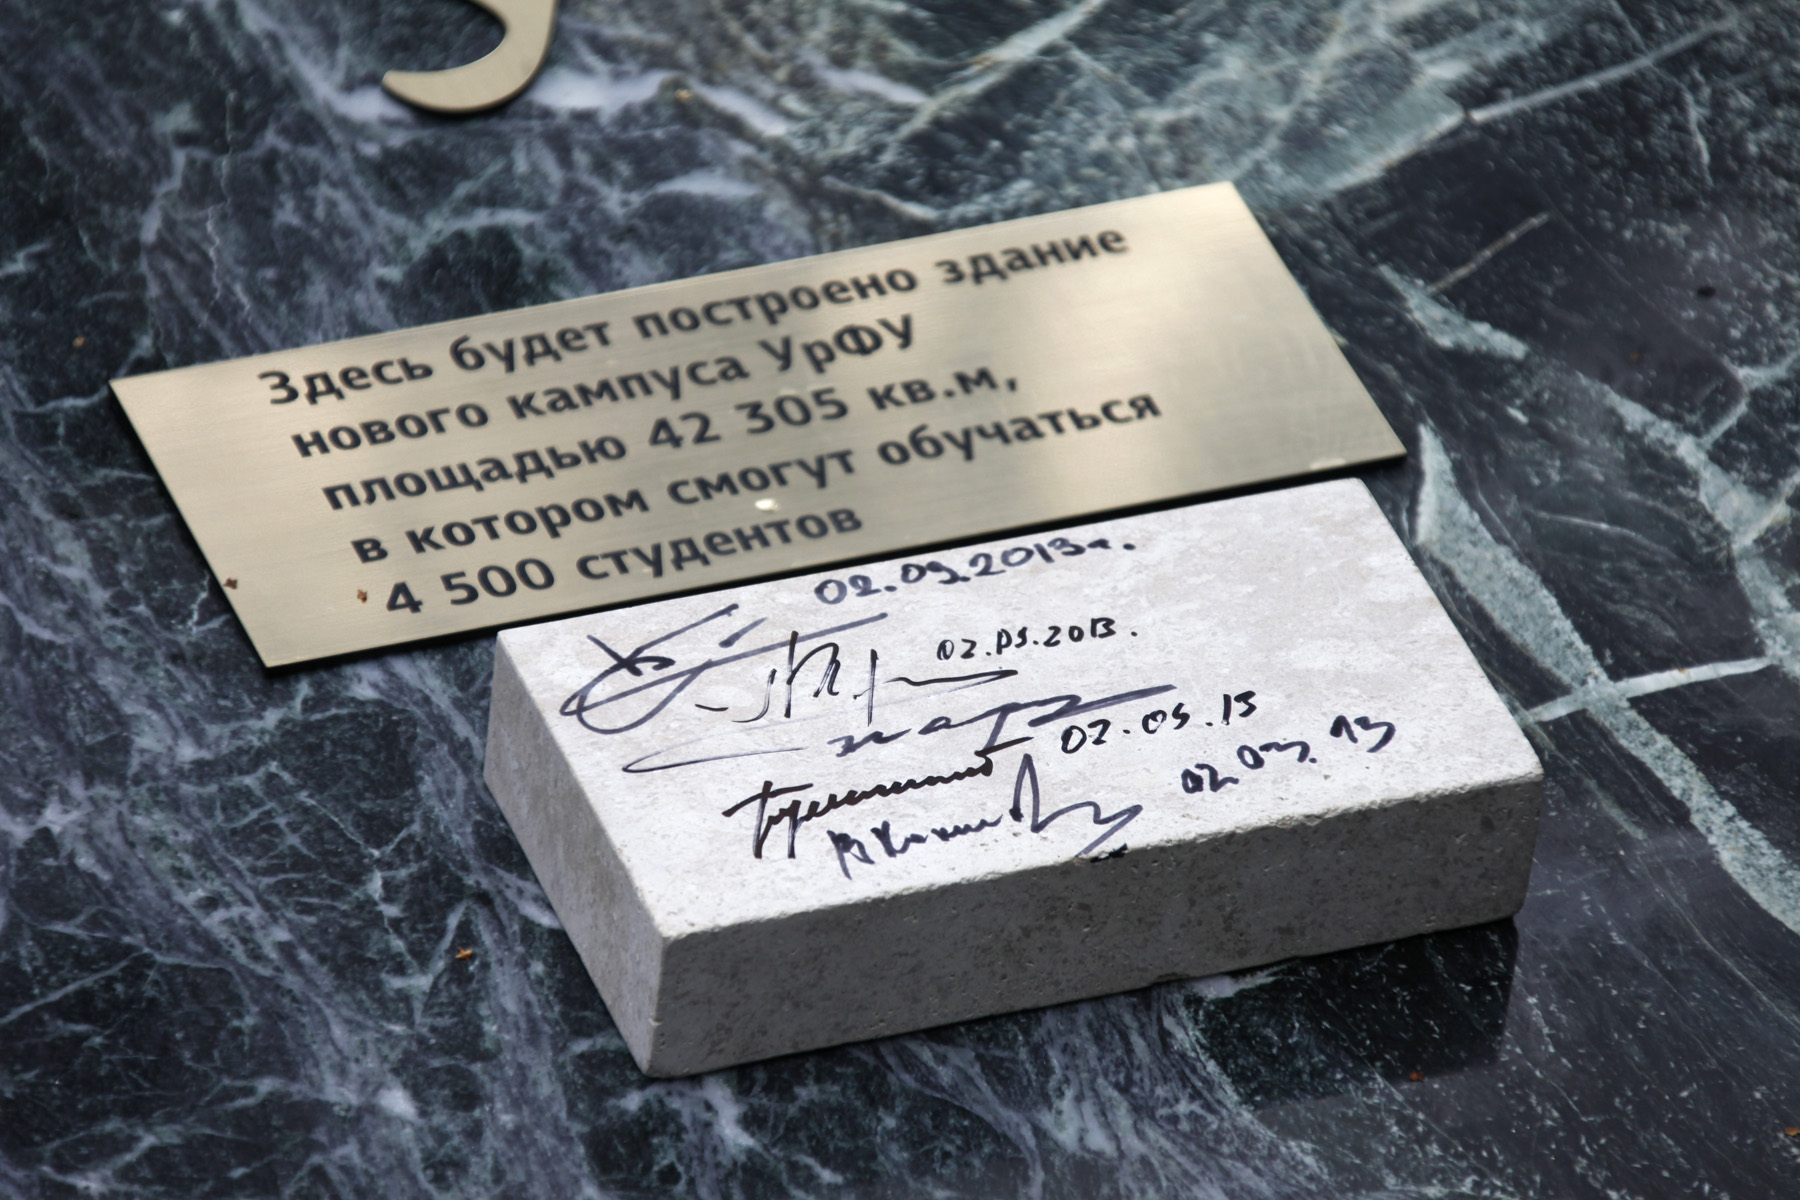 Здесь будет построено здание
нового кампуса УрФУ
площадью 42 305 кв.м,
в котором смогут обучаться
4 500 студентов
02.09.2013г.
02.09.2013.
02.09.13
02.09.13